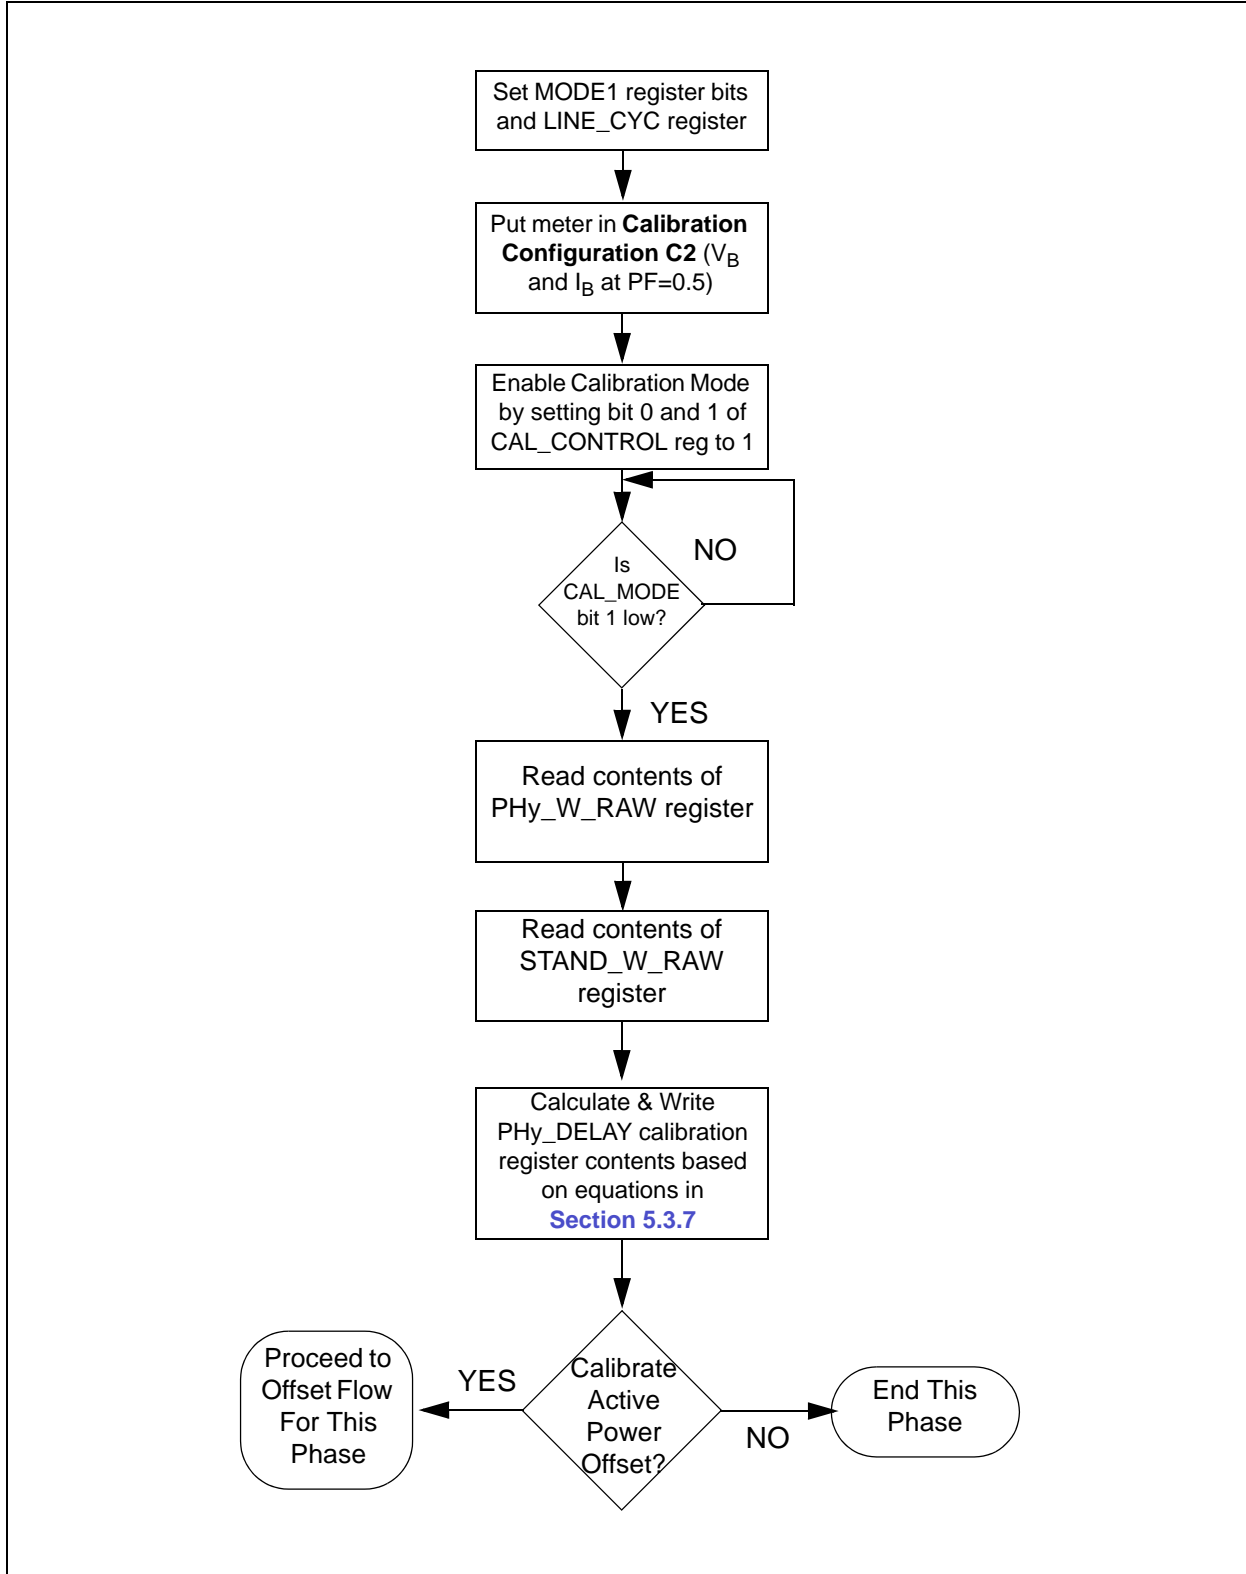 Set MODE1 register bits
and LINE_CYC register
Put meter in Calibration
Configuration C2 (VB
and IB at PF=0.5)
Enable Calibration Mode
by setting bit 0 and 1 of
CAL_CONTROL reg to 1
NO
Is
CAL_MODE
bit 1 low?
YES
Read contents of
PHy_W_RAW register
Read contents of
STAND_W_RAW
register
Calculate & Write
PHy_DELAY calibration
register contents based
on equations in
Section 5.3.7
Proceed to
Offset Flow
For This
Phase
YES
Calibrate
Active
Power
Offset?
NO
End This
Phase